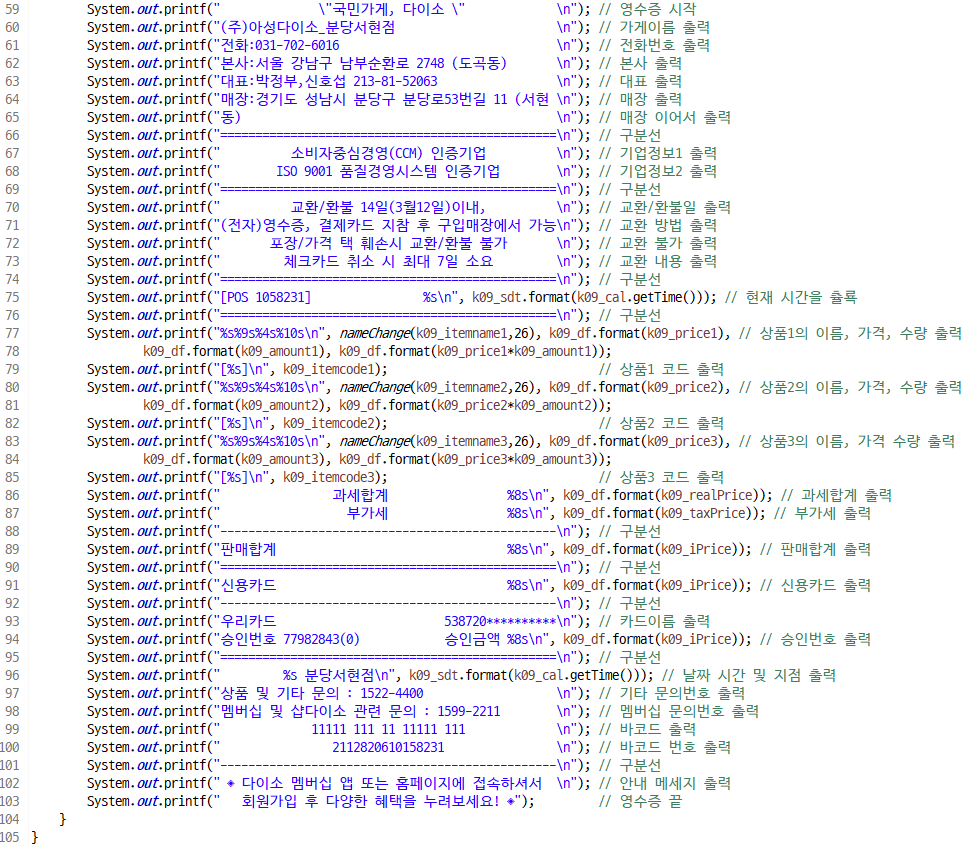 59 System.out.printf("              \"국민가게, 다이소 \"             \n"); // 영수증 시작
60 System.out.printf("(주)아성다이소_분당서현점                       \n"); // 가게이름 출력
61 System.out.printf("전화:031-702-6016                               \n"); // 전화번호 출력
62 System.out.printf("본사:서울 강남구 남부순환로 2748 (도곡동)       \n"); // 본사 출력
63 System.out.printf("대표:박정부,신호섭 213-81-52063                 \n"); // 대표 출력
64 System.out.printf("매장:경기도 성남시 분당구 분당로53번길 11 (서현 \n"); // 매장 출력
65 System.out.printf("동)                                             \n"); // 매장 이어서 출력
66 System.out.printf("================================================\n"); // 구분선
67 System.out.printf("          소비자중심경영(CCM) 인증기업          \n"); // 기업정보1 출력
68 System.out.printf("        ISO 9001 품질경영시스템 인증기업        \n"); // 기업정보2 출력
69 System.out.printf("================================================\n"); // 구분선
70 System.out.printf("          교환/환불 14일(3월12일)이내,          \n"); // 교환/환불일 출력
71 System.out.printf("(전자)영수증, 결제카드 지참 후 구입매장에서 가능\n"); // 교환 방법 출력
72 System.out.printf("       포장/가격 택 훼손시 교환/환불 불가       \n"); // 교환 불가 출력
73 System.out.printf("         체크카드 취소 시 최대 7일 소요         \n"); // 교환 내용 출력
74 System.out.printf("================================================\n"); // 구분선
75 System.out.printf("[POS 1058231]                %s\n", k09_sdt.format(k09_cal.getTime())); // 현재 시간을 츌룍
76 System.out.printf("================================================\n"); // 구분선
77 System.out.printf("%s%9s%4s%10s\n", nameChange(k09_itemname1,26), k09_df.format(k09_price1), // 상품1의 이름, 가격, 수량 출력
78 k09_df.format(k09_amount1), k09_df.format(k09_price1*k09_amount1));
79 System.out.printf("[%s]\n", k09_itemcode1); // 상품1 코드 출력
80 System.out.printf("%s%9s%4s%10s\n", nameChange(k09_itemname2,26), k09_df.format(k09_price2), // 상품2의 이름, 가격, 수량 출력
81 k09_df.format(k09_amount2), k09_df.format(k09_price2*k09_amount2));
82 System.out.printf("[%s]\n", k09_itemcode2); // 상품2 코드 출력
83 System.out.printf("%s%9s%4s%10s\n", nameChange(k09_itemname3,26), k09_df.format(k09_price3), // 상품3의 이름, 가격 수량 출력
84 k09_df.format(k09_amount3), k09_df.format(k09_price3*k09_amount3));
85 System.out.printf("[%s]\n", k09_itemcode3); // 상품3 코드 출력
86 System.out.printf("                과세합계                 %8s\n", k09_df.format(k09_realPrice)); // 과세합계 출력
87 System.out.printf("                  부가세                 %8s\n", k09_df.format(k09_taxPrice)); // 부가세 출력
88 System.out.printf("------------------------------------------------\n"); // 구분선
89 System.out.printf("판매합계                                 %8s\n", k09_df.format(k09_iPrice)); // 판매합계 출력
90 System.out.printf("================================================\n"); // 구분선
91 System.out.printf("신용카드                                 %8s\n", k09_df.format(k09_iPrice)); // 신용카드 출력
92 System.out.printf("------------------------------------------------\n"); // 구분선
93 System.out.printf("우리카드                        538720**********\n"); // 카드이름 출력
94 System.out.printf("승인번호 77982843(0)            승인금액 %8s\n", k09_df.format(k09_iPrice)); // 승인번호 출력
95 System.out.printf("================================================\n"); // 구분선
96 System.out.printf("         %s 분당서현점\n", k09_sdt.format(k09_cal.getTime())); // 날짜 시간 및 지점 출력
97 System.out.printf("상품 및 기타 문의 : 1522-4400                   \n"); // 기타 문의번호 출력
98 System.out.printf("멤버십 및 샵다이소 관련 문의 : 1599-2211        \n"); // 멤버십 문의번호 출력
99 System.out.printf("             11111 111 11 11111 111             \n"); // 바코드 출력
100 System.out.printf("                2112820610158231                \n"); // 바코드 번호 출력
101 System.out.printf("------------------------------------------------\n"); // 구분선
102 System.out.printf(" ◈ 다이소 멤버십 앱 또는 홈페이지에 접속하셔서  \n"); // 안내 메세지 출력
103 System.out.printf("   회원가입 후 다양한 혜택을 누려보세요! ◈"); // 영수증 끝
104 }
105 }